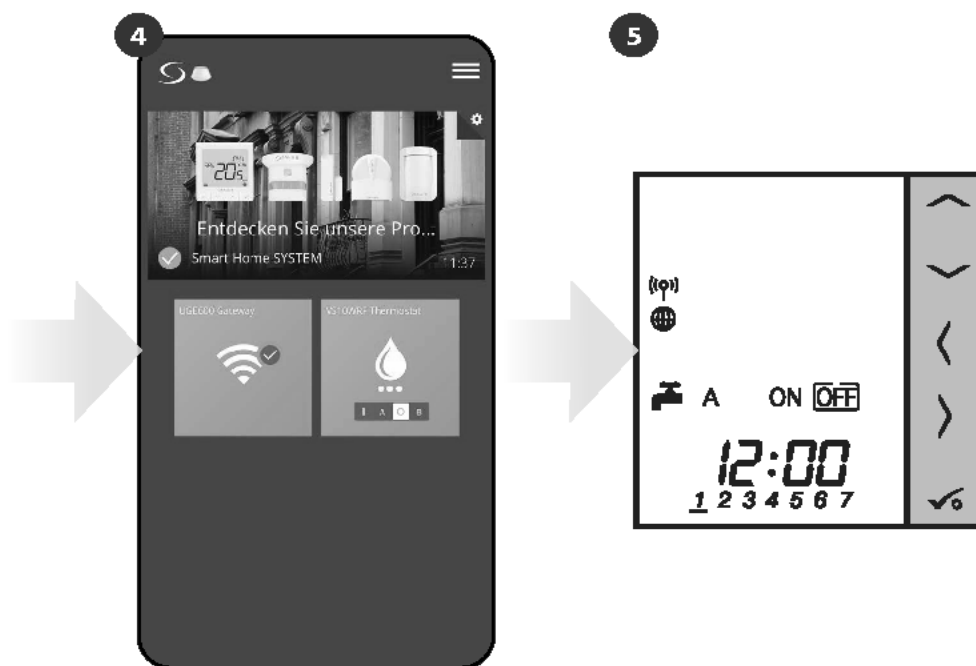 4
Entdecken Sie unsere Pro...
Smart Home SYSTEM
11:37
UGE600 Gateway
VS10WRF Thermostat
I A O B
5
A ON OFF
12:00
1 2 3 4 5 6 7